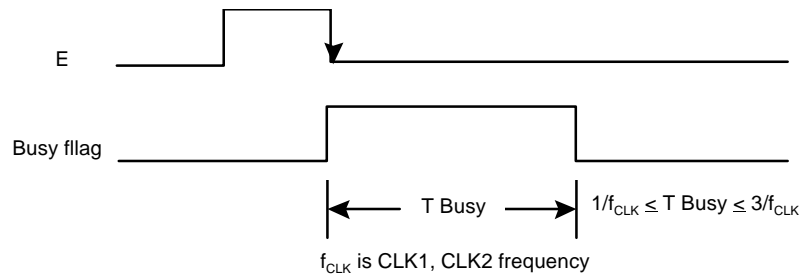 E
Busy fllag
T Busy
1/fCLK ≤ T Busy ≤ 3/fCLK
fCLK is CLK1, CLK2 frequency